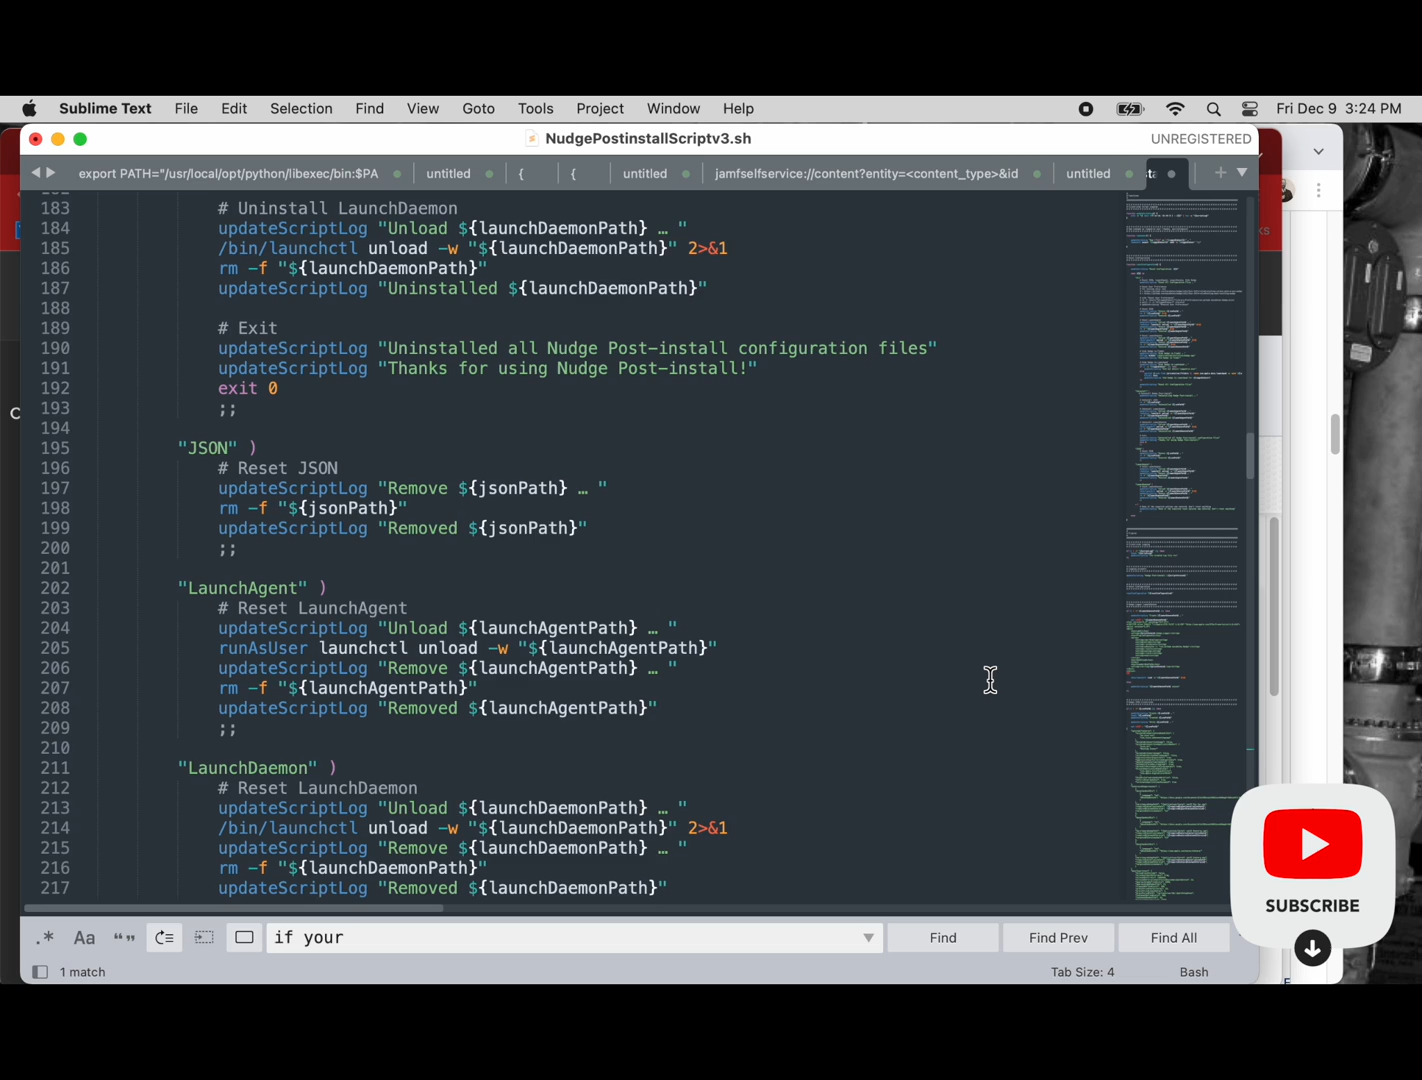 Sublime Text File Edit Selection Find View Goto Tools Project Window Help Fri Dec 9 3:24 PM
NudgePostinstallScriptv3.sh UNREGISTERED
export PATH="/usr/local/opt/python/libexec/bin:$PA untitled { { untitled jamfselfservice://content?entity=<content_type>&id untitled
183 # Uninstall LaunchDaemon
184 updateScriptLog "Unload ${launchDaemonPath} … "
185 /bin/launchctl unload -w "${launchDaemonPath}" 2>&1
186 rm -f "${launchDaemonPath}"
187 updateScriptLog "Uninstalled ${launchDaemonPath}"
188
189 # Exit
190 updateScriptLog "Uninstalled all Nudge Post-install configuration files"
191 updateScriptLog "Thanks for using Nudge Post-install!"
192 exit 0
193 ;;
194
195 "JSON" )
196 # Reset JSON
197 updateScriptLog "Remove ${jsonPath} … "
198 rm -f "${jsonPath}"
199 updateScriptLog "Removed ${jsonPath}"
200 ;;
201
202 "LaunchAgent" )
203 # Reset LaunchAgent
204 updateScriptLog "Unload ${launchAgentPath} … "
205 runAsUser launchctl unload -w "${launchAgentPath}"
206 updateScriptLog "Remove ${launchAgentPath} … "
207 rm -f "${launchAgentPath}"
208 updateScriptLog "Removed ${launchAgentPath}"
209 ;;
210
211 "LaunchDaemon" )
212 # Reset LaunchDaemon
213 updateScriptLog "Unload ${launchDaemonPath} … "
214 /bin/launchctl unload -w "${launchDaemonPath}" 2>&1
215 updateScriptLog "Remove ${launchDaemonPath} … "
216 rm -f "${launchDaemonPath}"
217 updateScriptLog "Removed ${launchDaemonPath}"
SUBSCRIBE
.* Aa “” if your Find Find Prev Find All
1 match Tab Size: 4 Bash